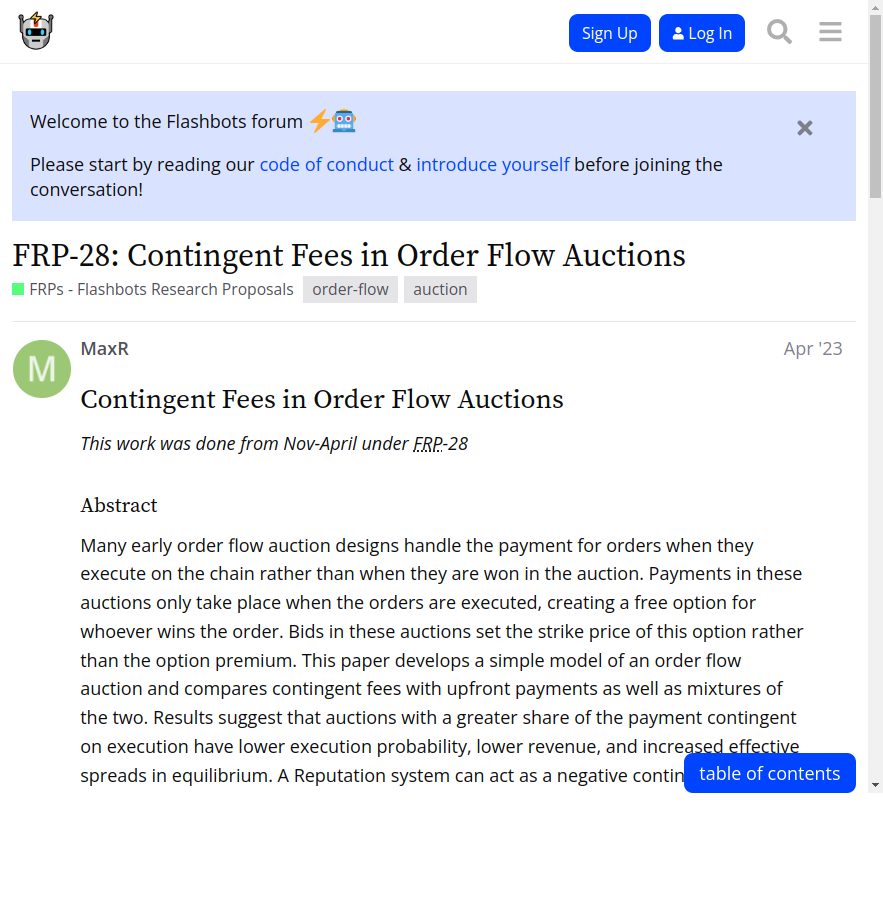 Sign Up
Log In
Welcome to the Flashbots forum
Please start by reading our code of conduct & introduce yourself before joining the
conversation!
FRP-28: Contingent Fees in Order Flow Auctions
FRPs - Flashbots Research Proposals order-flow auction
M
MaxR Apr '23
Contingent Fees in Order Flow Auctions
This work was done from Nov-April under FRP-28
Abstract
Many early order flow auction designs handle the payment for orders when they
execute on the chain rather than when they are won in the auction. Payments in these
auctions only take place when the orders are executed, creating a free option for
whoever wins the order. Bids in these auctions set the strike price of this option rather
than the option premium. This paper develops a simple model of an order flow
auction and compares contingent fees with upfront payments as well as mixtures of
the two. Results suggest that auctions with a greater share of the payment contingent
on execution have lower execution probability, lower revenue, and increased effective
spreads in equilibrium. A Reputation system can act as a negative contin
table of contents